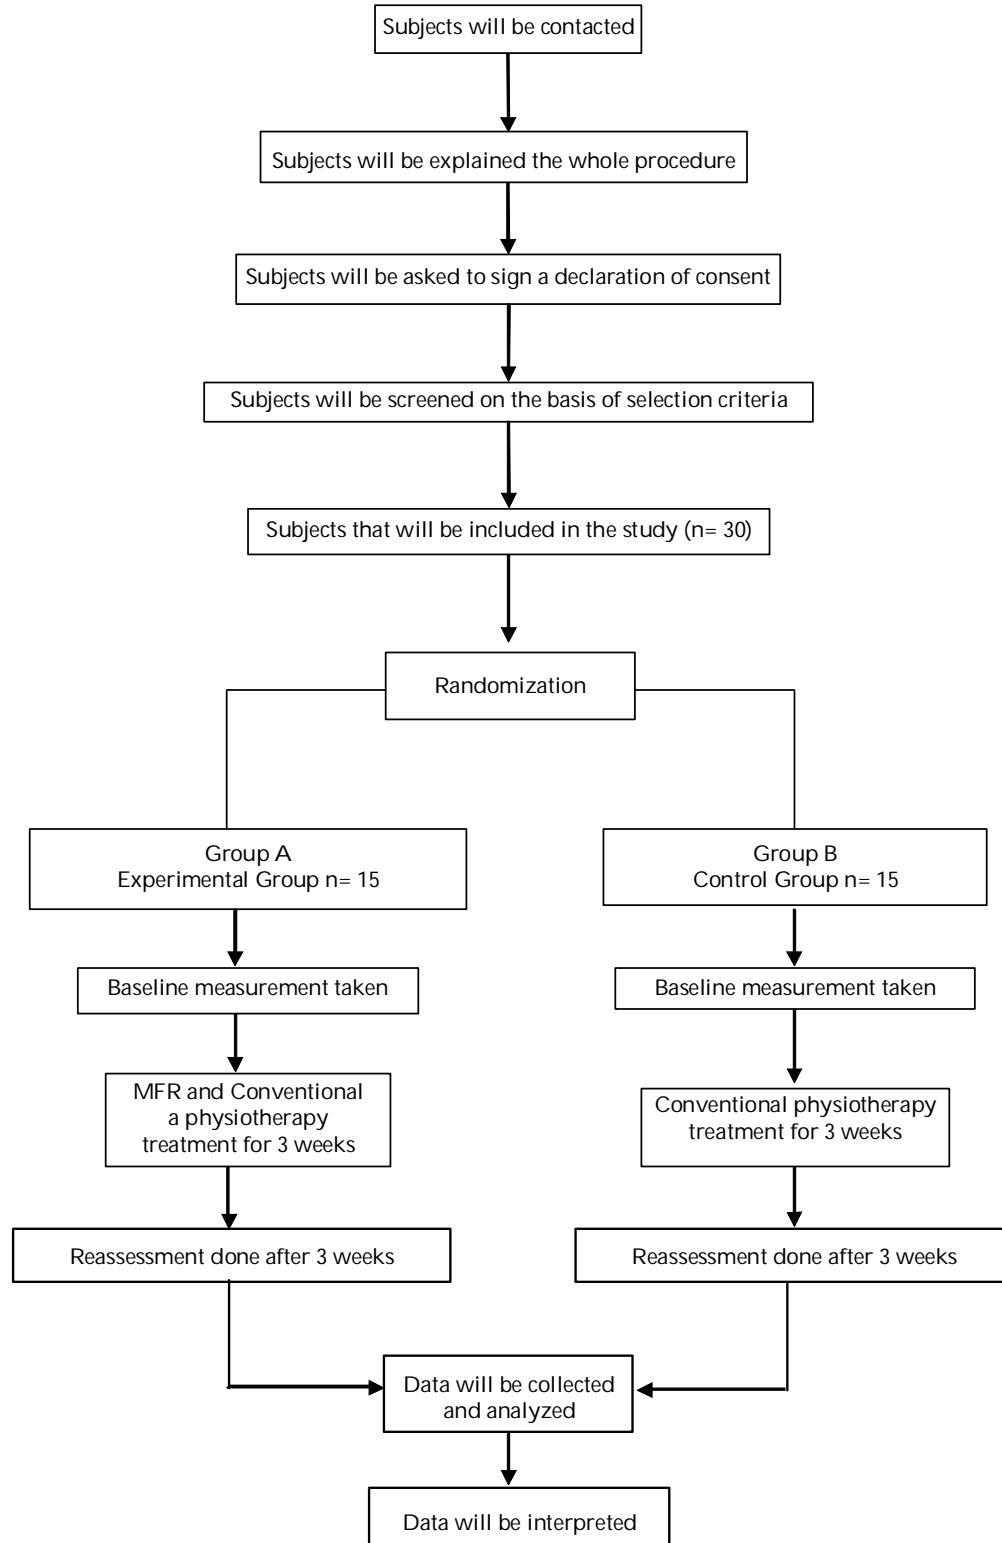 Subjects will be contacted
Subjects will be explained the whole procedure
Subjects will be asked to sign a declaration of consent
Subjects will be screened on the basis of selection criteria
Subjects that will be included in the study (n= 30)
Randomization
Group A
Experimental Group n= 15
Group B
Control Group n= 15
Baseline measurement taken
Baseline measurement taken
MFR and Conventional
a physiotherapy
treatment for 3 weeks
Conventional physiotherapy
treatment for 3 weeks
Reassessment done after 3 weeks
Reassessment done after 3 weeks
Data will be collected
and analyzed
Data will be interpreted